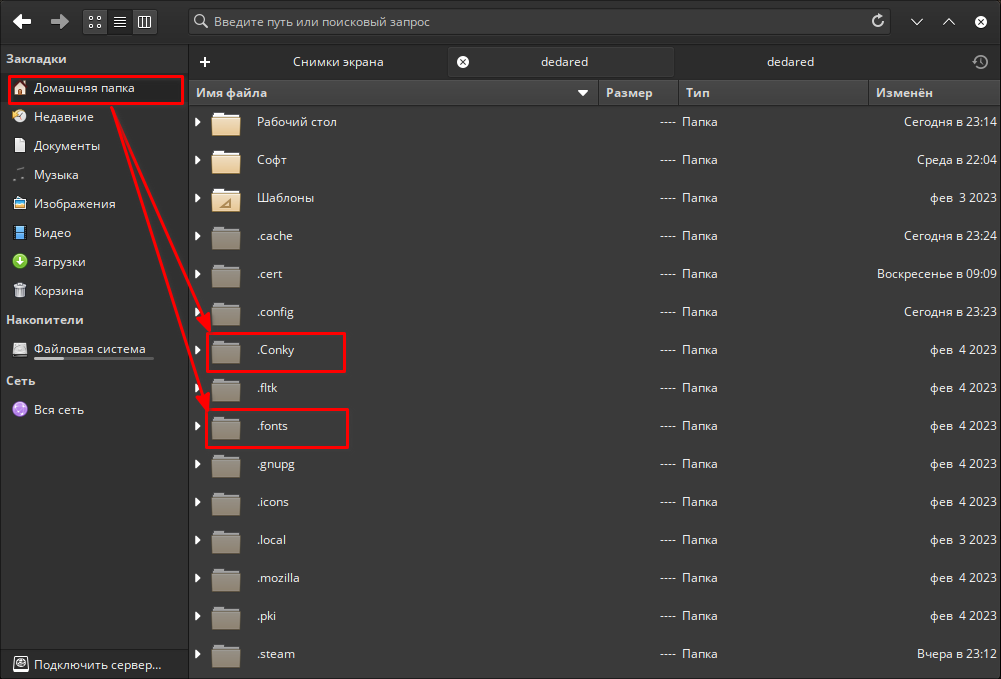 Введите путь или поисковый запрос
Закладки
Домашняя папка
Недавние
Документы
Музыка
Изображения
Видео
Загрузки
Корзина
Накопители
Файловая система
Сеть
Вся сеть
Подключить сервер...
Снимки экрана dedared dedared
Имя файла Размер Тип Изменён
Рабочий стол ---- Папка Сегодня в 23:14
Софт ---- Папка Среда в 22:04
Шаблоны ---- Папка фев 3 2023
.cache ---- Папка Сегодня в 23:24
.cert ---- Папка Воскресенье в 09:09
.config ---- Папка Сегодня в 23:23
.Conky ---- Папка фев 4 2023
.fltk ---- Папка фев 4 2023
.fonts ---- Папка фев 4 2023
.gnupg ---- Папка фев 4 2023
.icons ---- Папка фев 4 2023
.local ---- Папка фев 3 2023
.mozilla ---- Папка фев 4 2023
.pki ---- Папка фев 4 2023
.steam ---- Папка Вчера в 23:12